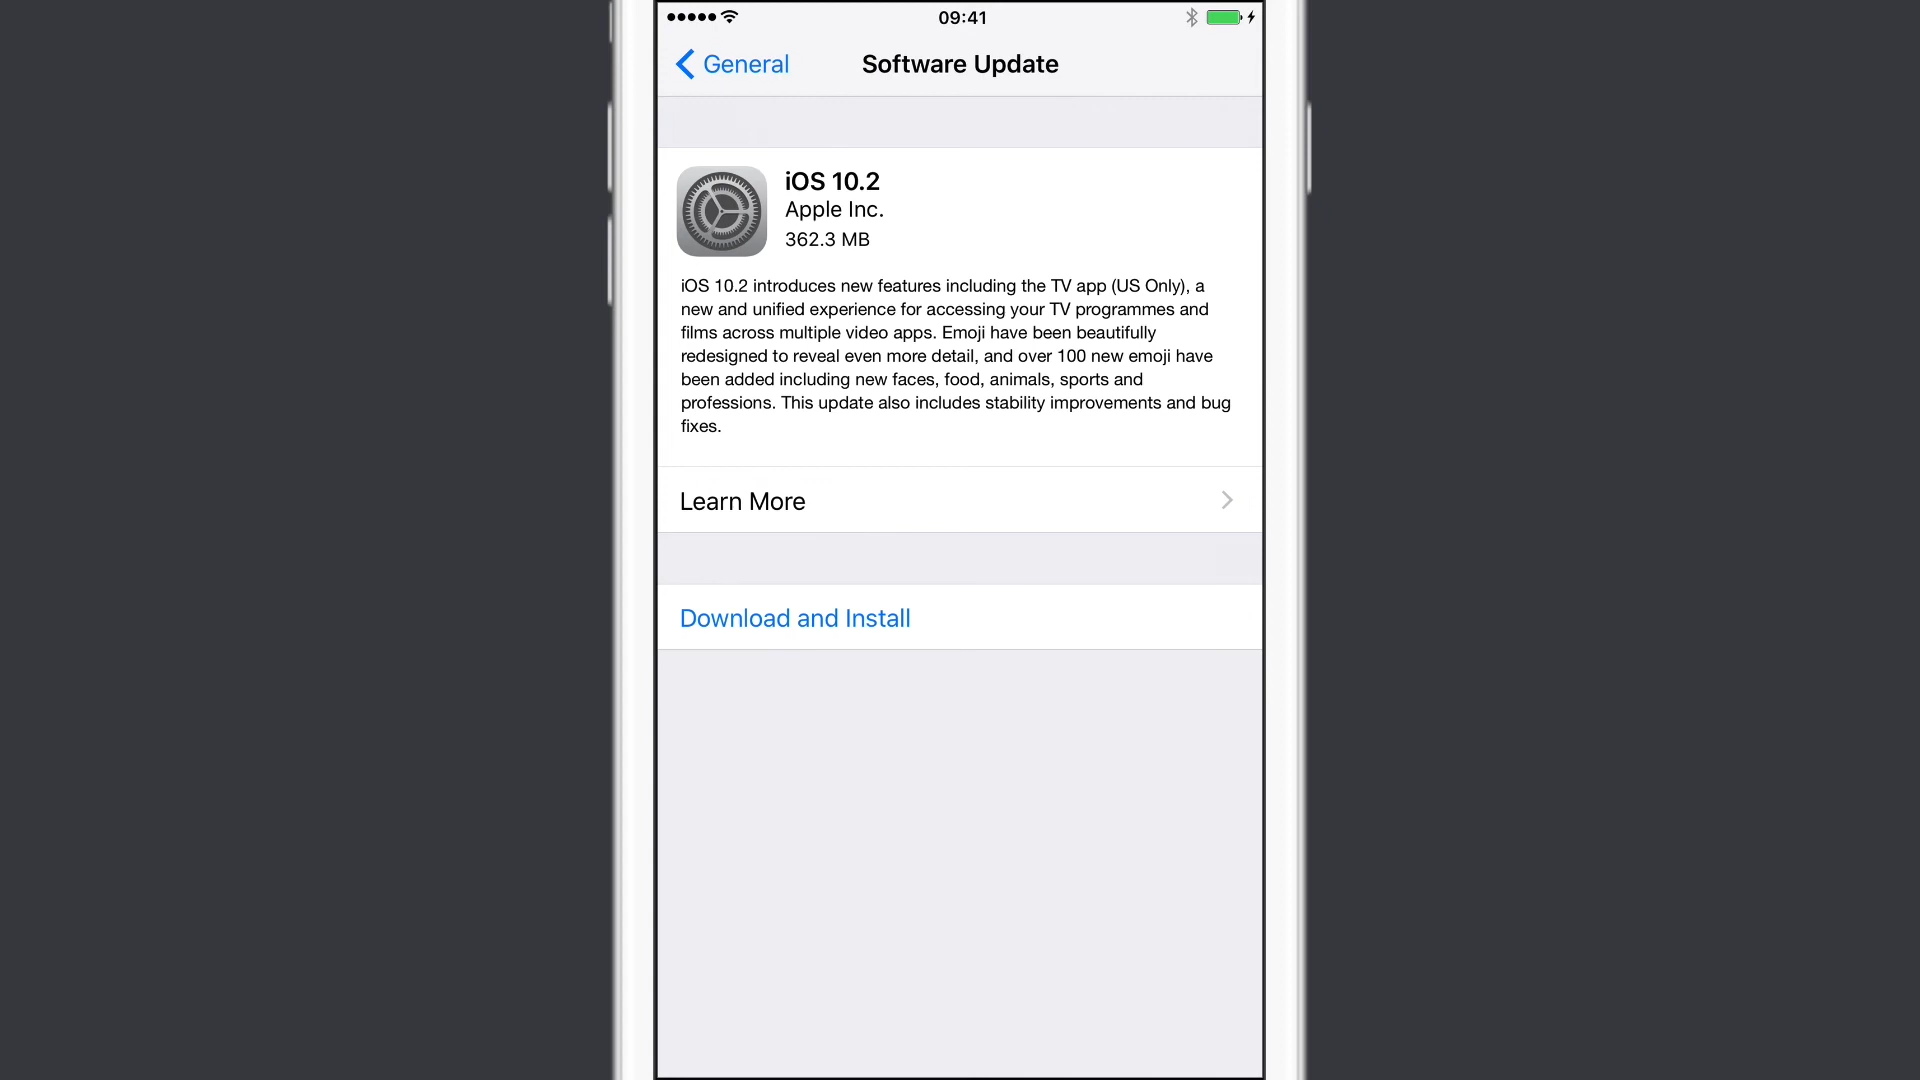 09:41
General
Software Update
iOS 10.2
Apple Inc.
362.3 MB
iOS 10.2 introduces new features including the TV app (US Only), a
new and unified experience for accessing your TV programmes and
films across multiple video apps. Emoji have been beautifully
redesigned to reveal even more detail, and over 100 new emoji have
been added including new faces, food, animals, sports and
professions. This update also includes stability improvements and bug
fixes.
Learn More
Download and Install